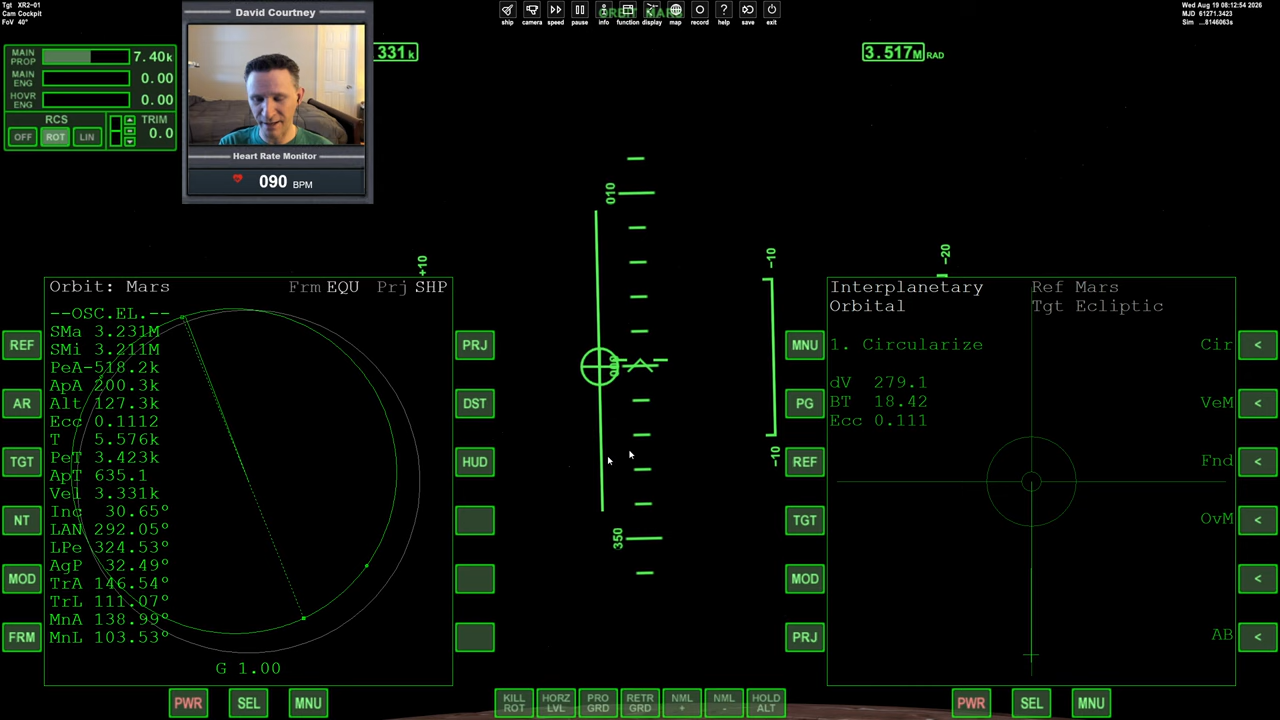 Tgt XR2-01
Cam Cockpit
FoV 40°
David Courtney
ship camera speed pause info function display map record help save exit
ORBIT MARS
Wed Aug 19 08:12:54 2026
MJD 61271.3423
Sim ...8146063s
MAIN PROP 7.40k
MAIN ENG 0.00
HOVR ENG 0.00
RCS TRIM
OFF ROT LIN 0.0
331k
3.517M RAD
Heart Rate Monitor
090 BPM
010
000
350
+10
-10
-10
-20
Orbit: Mars Frm EQU Prj SHP
--OSC.EL.--
SMa 3.231M
SMi 3.211M
PeA-518.2k
ApA 200.3k
Alt 127.3k
Ecc 0.1112
T 5.576k
PeT 3.423k
ApT 635.1
Vel 3.331k
Inc 30.65°
LAN 292.05°
LPe 324.53°
AgP 32.49°
TrA 146.54°
TrL 111.07°
MnA 138.99°
MnL 103.53°
G 1.00
REF
AR
TGT
NT
MOD
FRM
PRJ
DST
HUD
PWR SEL MNU
KILL ROT
HORZ LVL
PRO GRD
RETR GRD
NML +
NML -
HOLD ALT
Interplanetary Ref Mars
Orbital Tgt Ecliptic
1. Circularize Cir
dV 279.1
BT 18.42
Ecc 0.111
VeM
Fnd
OvM
AB
MNU
PG
REF
TGT
MOD
PRJ
<
<
<
<
<
<
PWR SEL MNU